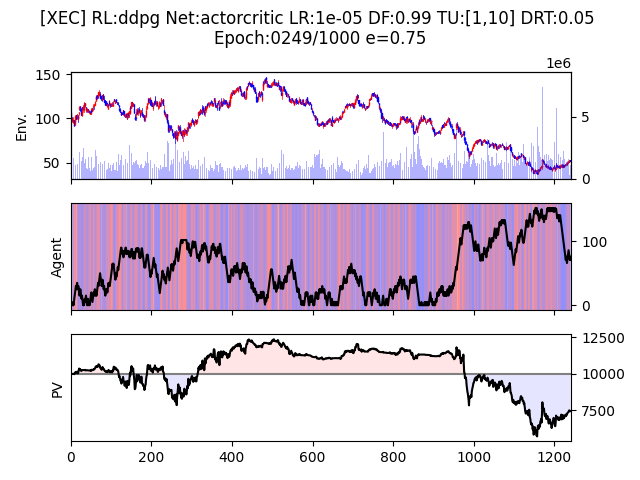 [XEC] RL:ddpg Net:actorcritic LR:1e-05 DF:0.99 TU:[1,10] DRT:0.05
Epoch:0249/1000 e=0.75
1e6
150
100
50
Env.
5
0
Agent
100
0
PV
12500
10000
7500
0 200 400 600 800 1000 1200